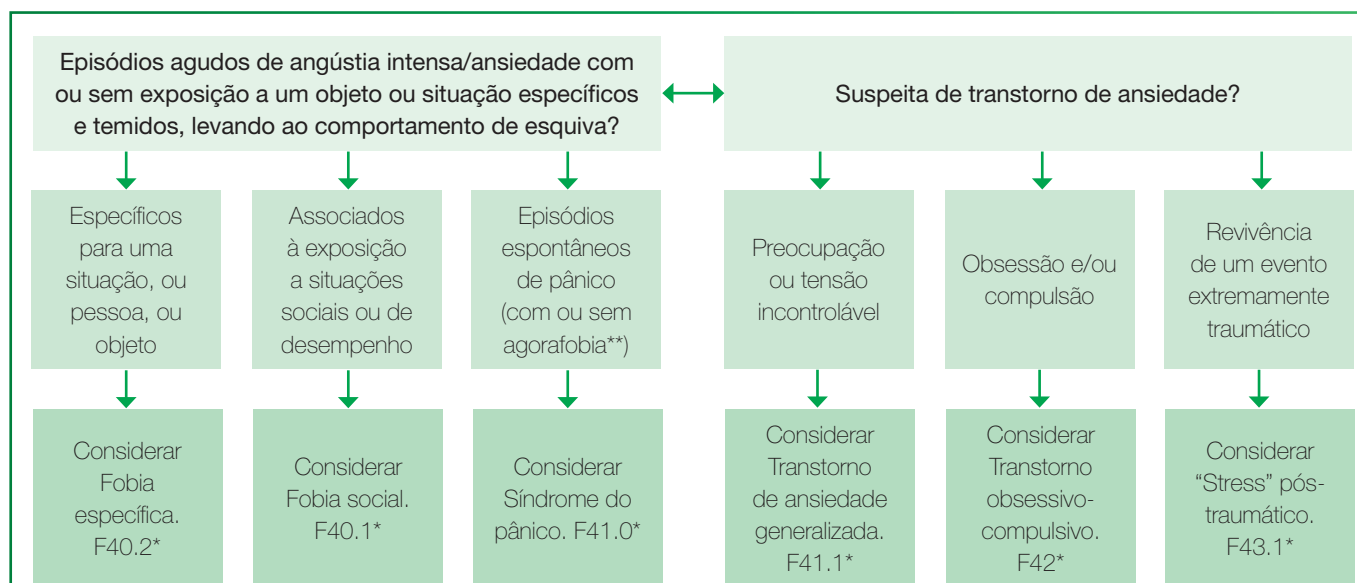 Episódios agudos de angústia intensa/ansiedade com
ou sem exposição a um objeto ou situação específicos
e temidos, levando ao comportamento de esquiva?
Suspeita de transtorno de ansiedade?
Específicos
para uma
situação, ou
pessoa, ou
objeto
Associados
à exposição
a situações
sociais ou de
desempenho
Episódios
espontâneos
de pânico
(com ou sem
agorafobia**)
Preocupação
ou tensão
incontrolável
Obsessão e/ou
compulsão
Revivência
de um evento
extremamente
traumático
Considerar
Fobia
específica.
F40.2*
Considerar
Fobia social.
F40.1*
Considerar
Síndrome do
pânico. F41.0*
Considerar
Transtorno
de ansiedade
generalizada.
F41.1*
Considerar
Transtorno
obsessivo-
compulsivo.
F42*
Considerar
“Stress” pós-
traumático.
F43.1*